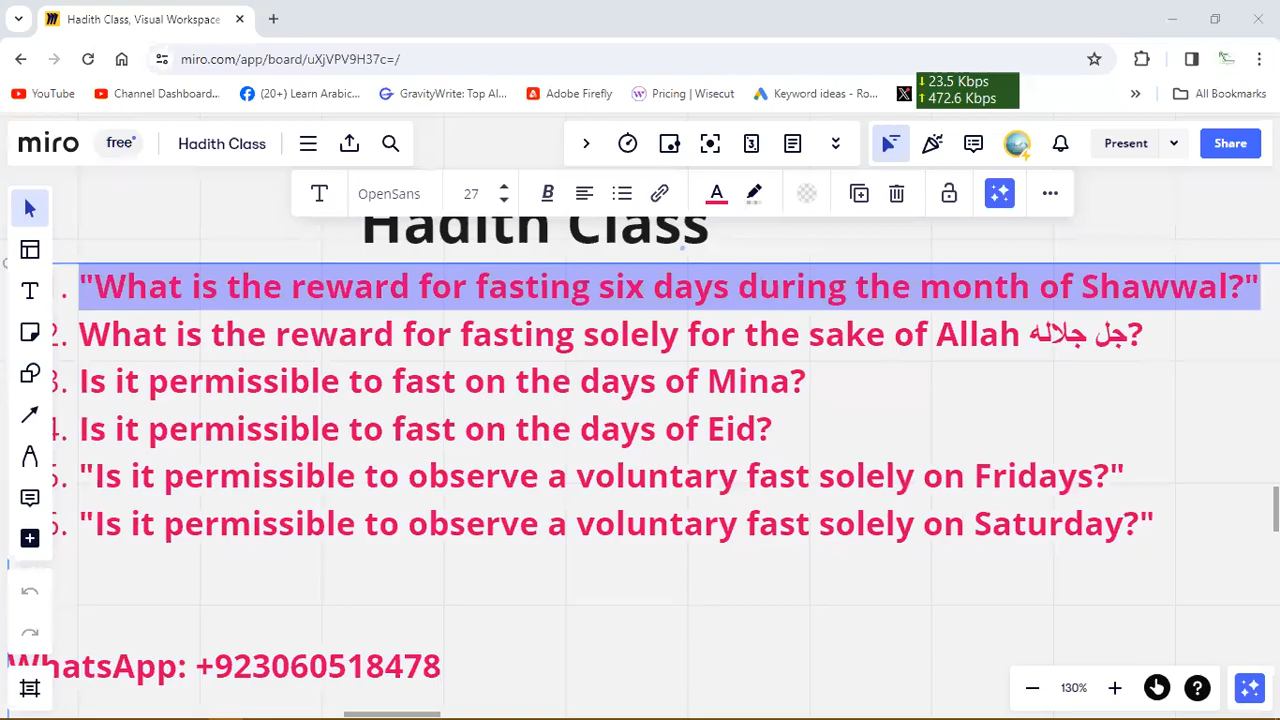 Hadith Class, Visual Workspace
miro.com/app/board/uXjVPV9H37c=/
23.5 Kbps
472.6 Kbps
YouTube
Channel Dashboard...
(20) Learn Arabic...
GravityWrite: Top Al...
Adobe Firefly
Pricing | Wisecut
Keyword ideas - Ro...
X
All Bookmarks
miro
free
Hadith Class
3
Present
Share
OpenSans
27
B
A
Hadith Class
1. "What is the reward for fasting six days during the month of Shawwal?"
2. What is the reward for fasting solely for the sake of Allah جل جلاله?
3. Is it permissible to fast on the days of Mina?
4. Is it permissible to fast on the days of Eid?
5. "Is it permissible to observe a voluntary fast solely on Fridays?"
6. "Is it permissible to observe a voluntary fast solely on Saturday?"
WhatsApp: +923060518478
130%